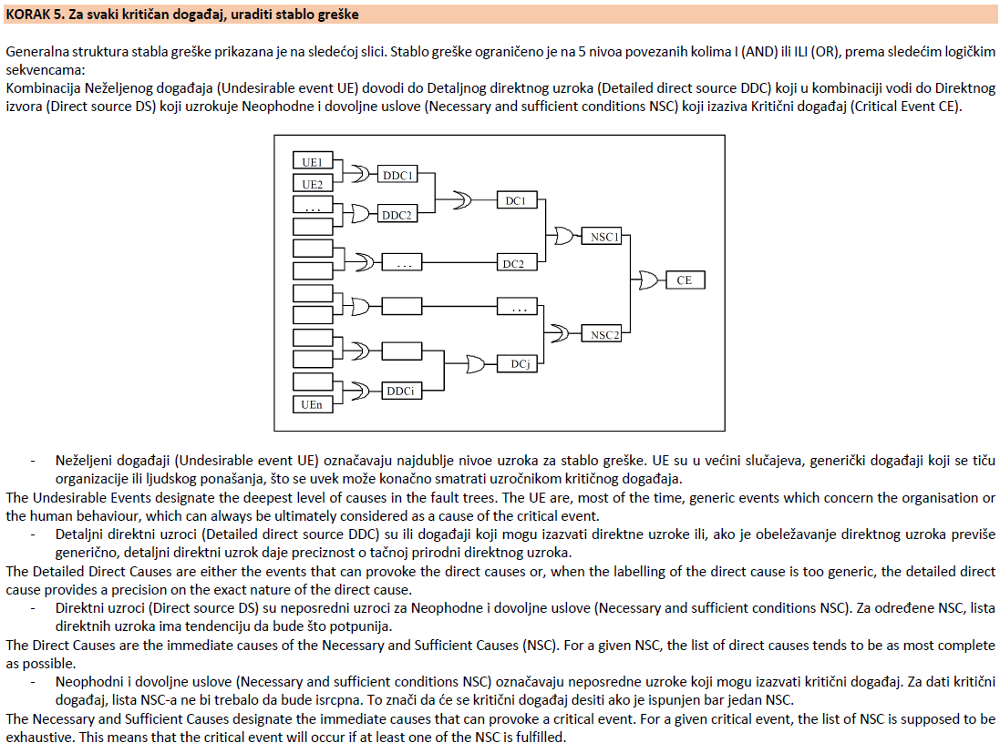 KORAK 5. Za svaki kritičan događaj, uraditi stablo greške
Generalna struktura stabla greške prikazana je na sledećoj slici. Stablo greške ograničeno je na 5 nivoa povezanih kolima I (AND) ili ILI (OR), prema sledećim logičkim
sekvencama:
Kombinacija Neželjenog događaja (Undesirable event UE) dovodi do Detaljnog direktnog uzroka (Detailed direct source DDC) koji u kombinaciji vodi do Direktnog
izvora (Direct source DS) koji uzrokuje Neophodne i dovoljne uslove (Necessary and sufficient conditions NSC) koji izaziva Kritični događaj (Critical Event CE).
UE1
UE2
...
UEn
DDC1
DDC2
...
DDCi
DC1
DC2
...
DCj
NSC1
NSC2
CE
- Neželjeni događaji (Undesirable event UE) označavaju najdublje nivoe uzroka za stablo greške. UE su u većini slučajeva, generički događaji koji se tiču
organizacije ili ljudskog ponašanja, što se uvek može konačno smatrati uzročnikom kritičnog događaja.
The Undesirable Events designate the deepest level of causes in the fault trees. The UE are, most of the time, generic events which concern the organisation or
the human behaviour, which can always be ultimately considered as a cause of the critical event.
- Detaljni direktni uzroci (Detailed direct source DDC) su ili događaji koji mogu izazvati direktne uzroke ili, ako je obeležavanje direktnog uzroka previše
generično, detaljni direktni uzrok daje preciznost o tačnoj prirodni direktnog uzroka.
The Detailed Direct Causes are either the events that can provoke the direct causes or, when the labelling of the direct cause is too generic, the detailed direct
cause provides a precision on the exact nature of the direct cause.
- Direktni uzroci (Direct source DS) su neposredni uzroci za Neophodne i dovoljne uslove (Necessary and sufficient conditions NSC). Za određene NSC, lista
direktnih uzroka ima tendenciju da bude što potpunija.
The Direct Causes are the immediate causes of the Necessary and Sufficient Causes (NSC). For a given NSC, the list of direct causes tends to be as most complete
as possible.
- Neophodni i dovoljne uslove (Necessary and sufficient conditions NSC) označavaju neposredne uzroke koji mogu izazvati kritični događaj. Za dati kritični
događaj, lista NSC-a ne bi trebalo da bude isrcpna. To znači da će se kritični događaj desiti ako je ispunjen bar jedan NSC.
The Necessary and Sufficient Causes designate the immediate causes that can provoke a critical event. For a given critical event, the list of NSC is supposed to be
exhaustive. This means that the critical event will occur if at least one of the NSC is fulfilled.